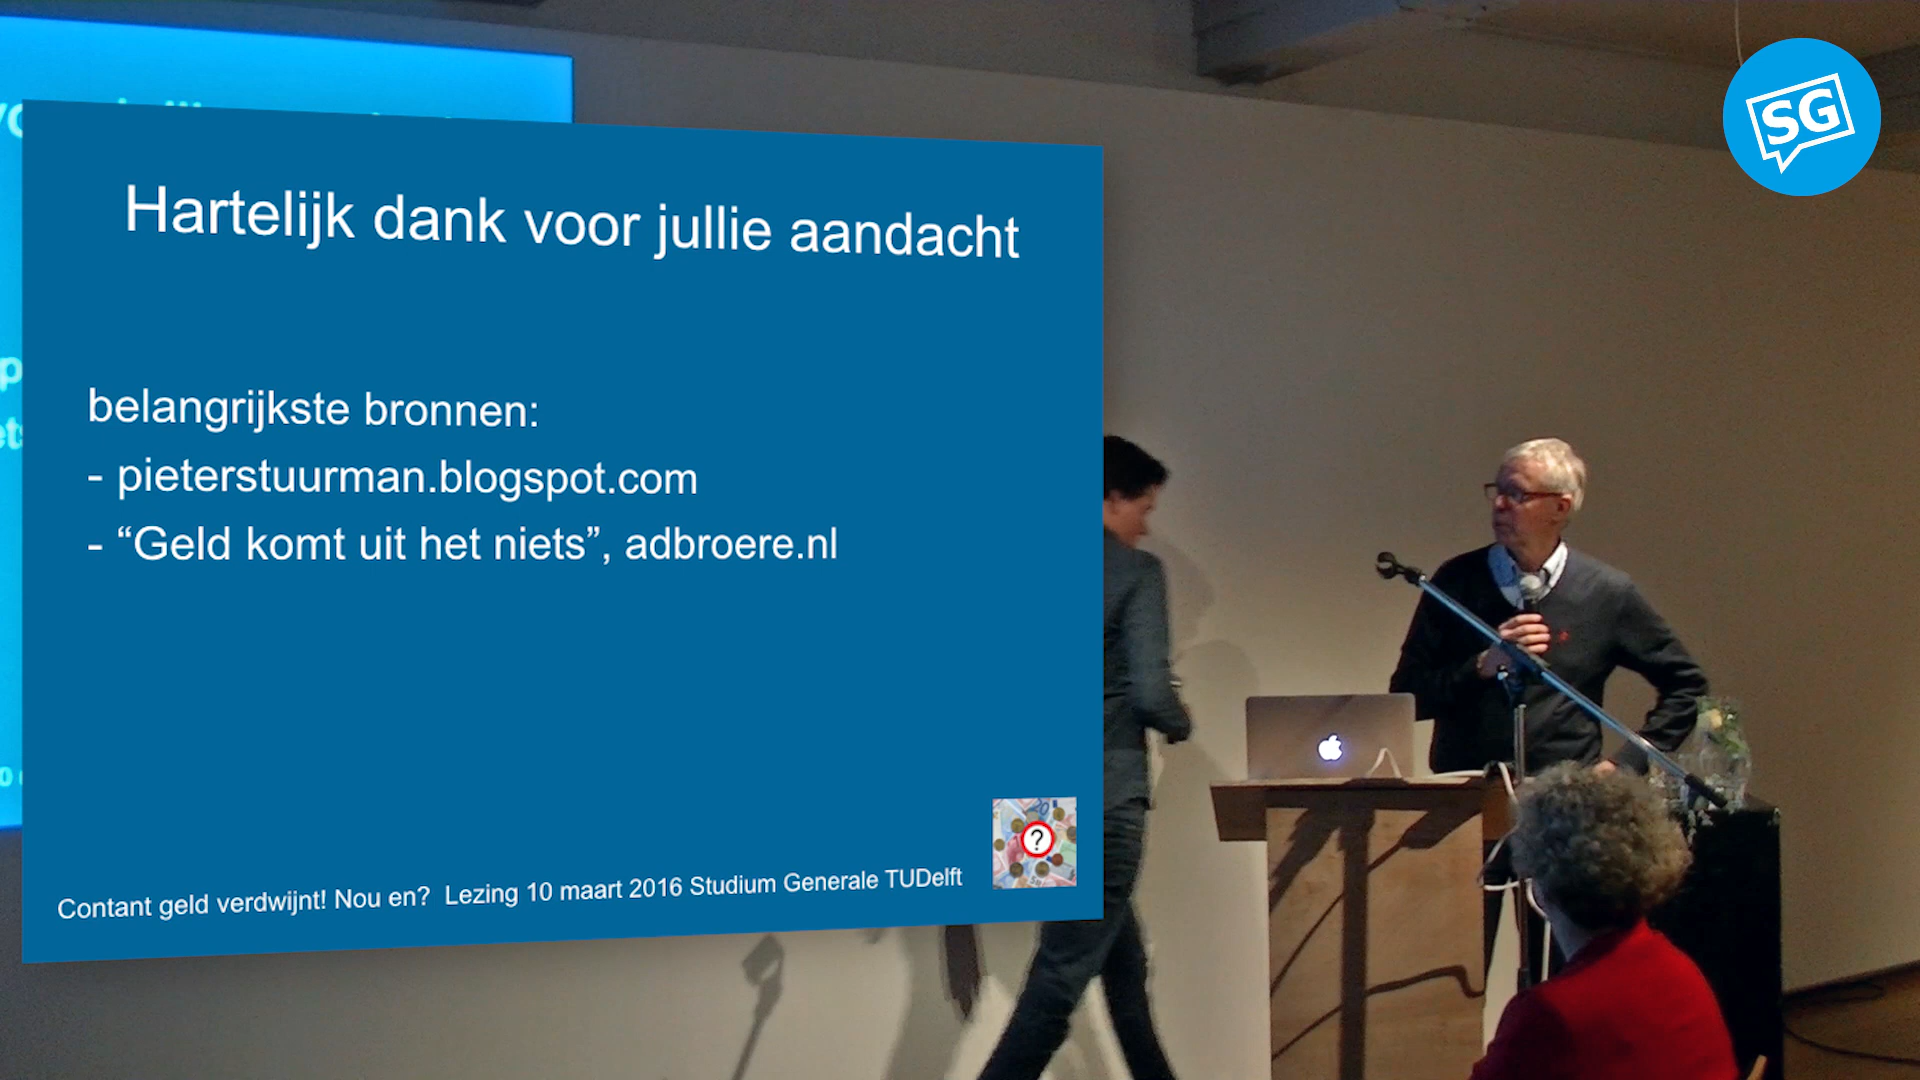 SG
Hartelijk dank voor jullie aandacht
belangrijkste bronnen:
- pieterstuurman.blogspot.com
- “Geld komt uit het niets”, adbroere.nl
?
Contant geld verdwijnt! Nou en? Lezing 10 maart 2016 Studium Generale TUDelft